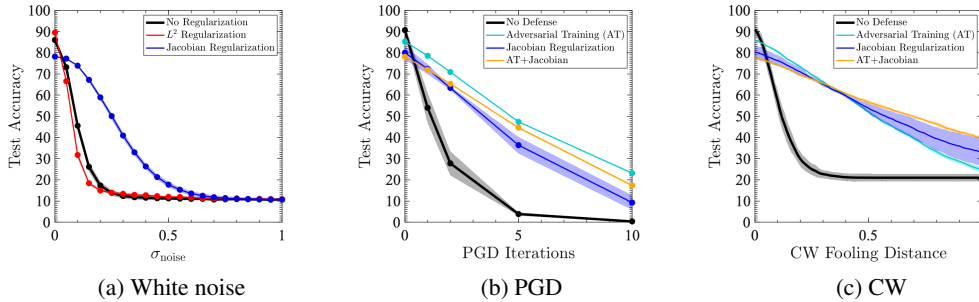 100
90
80
70
60
50
40
30
20
10
0
Test Accuracy
No Regularization
L² Regularization
Jacobian Regularization
0 0.5 1
σnoise
(a) White noise
100
90
80
70
60
50
40
30
20
10
0
Test Accuracy
No Defense
Adversarial Training (AT)
Jacobian Regularization
AT+Jacobian
0 5 10
PGD Iterations
(b) PGD
100
90
80
70
60
50
40
30
20
10
0
Test Accuracy
No Defense
Adversarial Training (AT)
Jacobian Regularization
AT+Jacobian
0 0.5
CW Fooling Distance
(c) CW